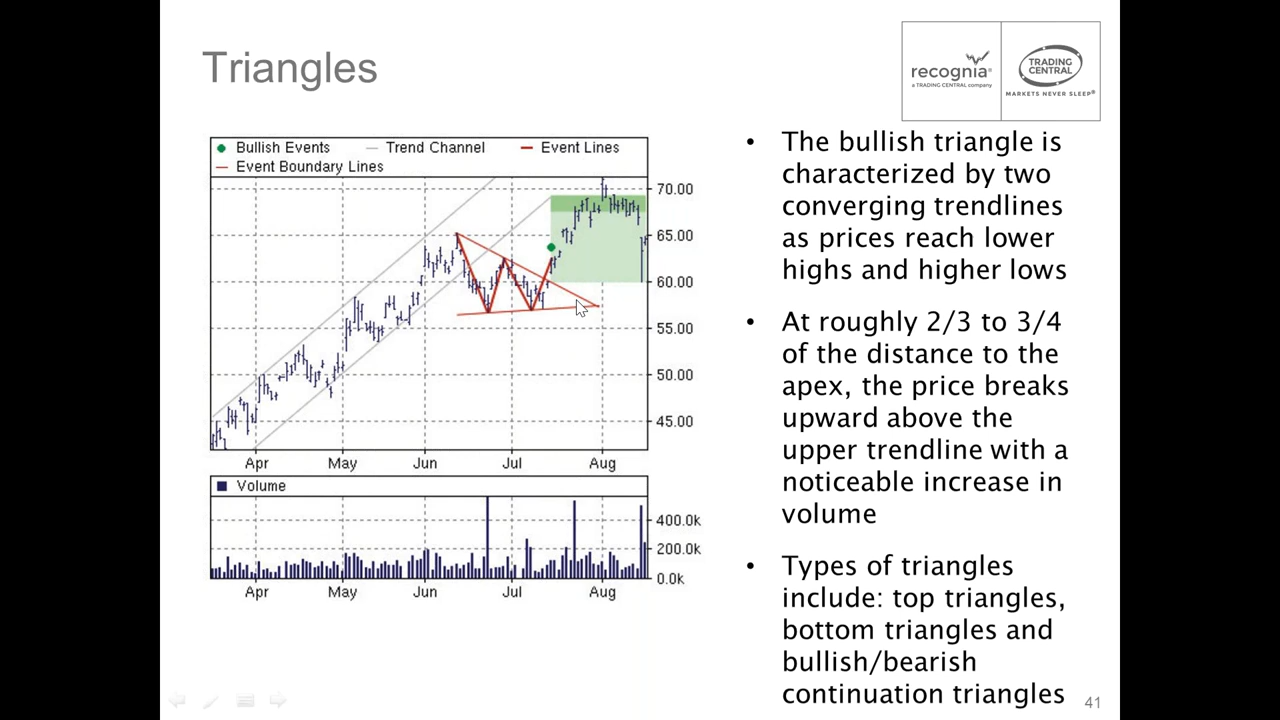 Triangles
recognia®
a TRADING CENTRAL company
TRADING
CENTRAL
MARKETS NEVER SLEEP®
Bullish Events Trend Channel Event Lines
Event Boundary Lines
70.00
65.00
60.00
55.00
50.00
45.00
Apr May Jun Jul Aug
Volume
400.0k
200.0k
0.0k
Apr May Jun Jul Aug
• The bullish triangle is
characterized by two
converging trendlines
as prices reach lower
highs and higher lows
• At roughly 2/3 to 3/4
of the distance to the
apex, the price breaks
upward above the
upper trendline with a
noticeable increase in
volume
• Types of triangles
include: top triangles,
bottom triangles and
bullish/bearish
continuation triangles
41